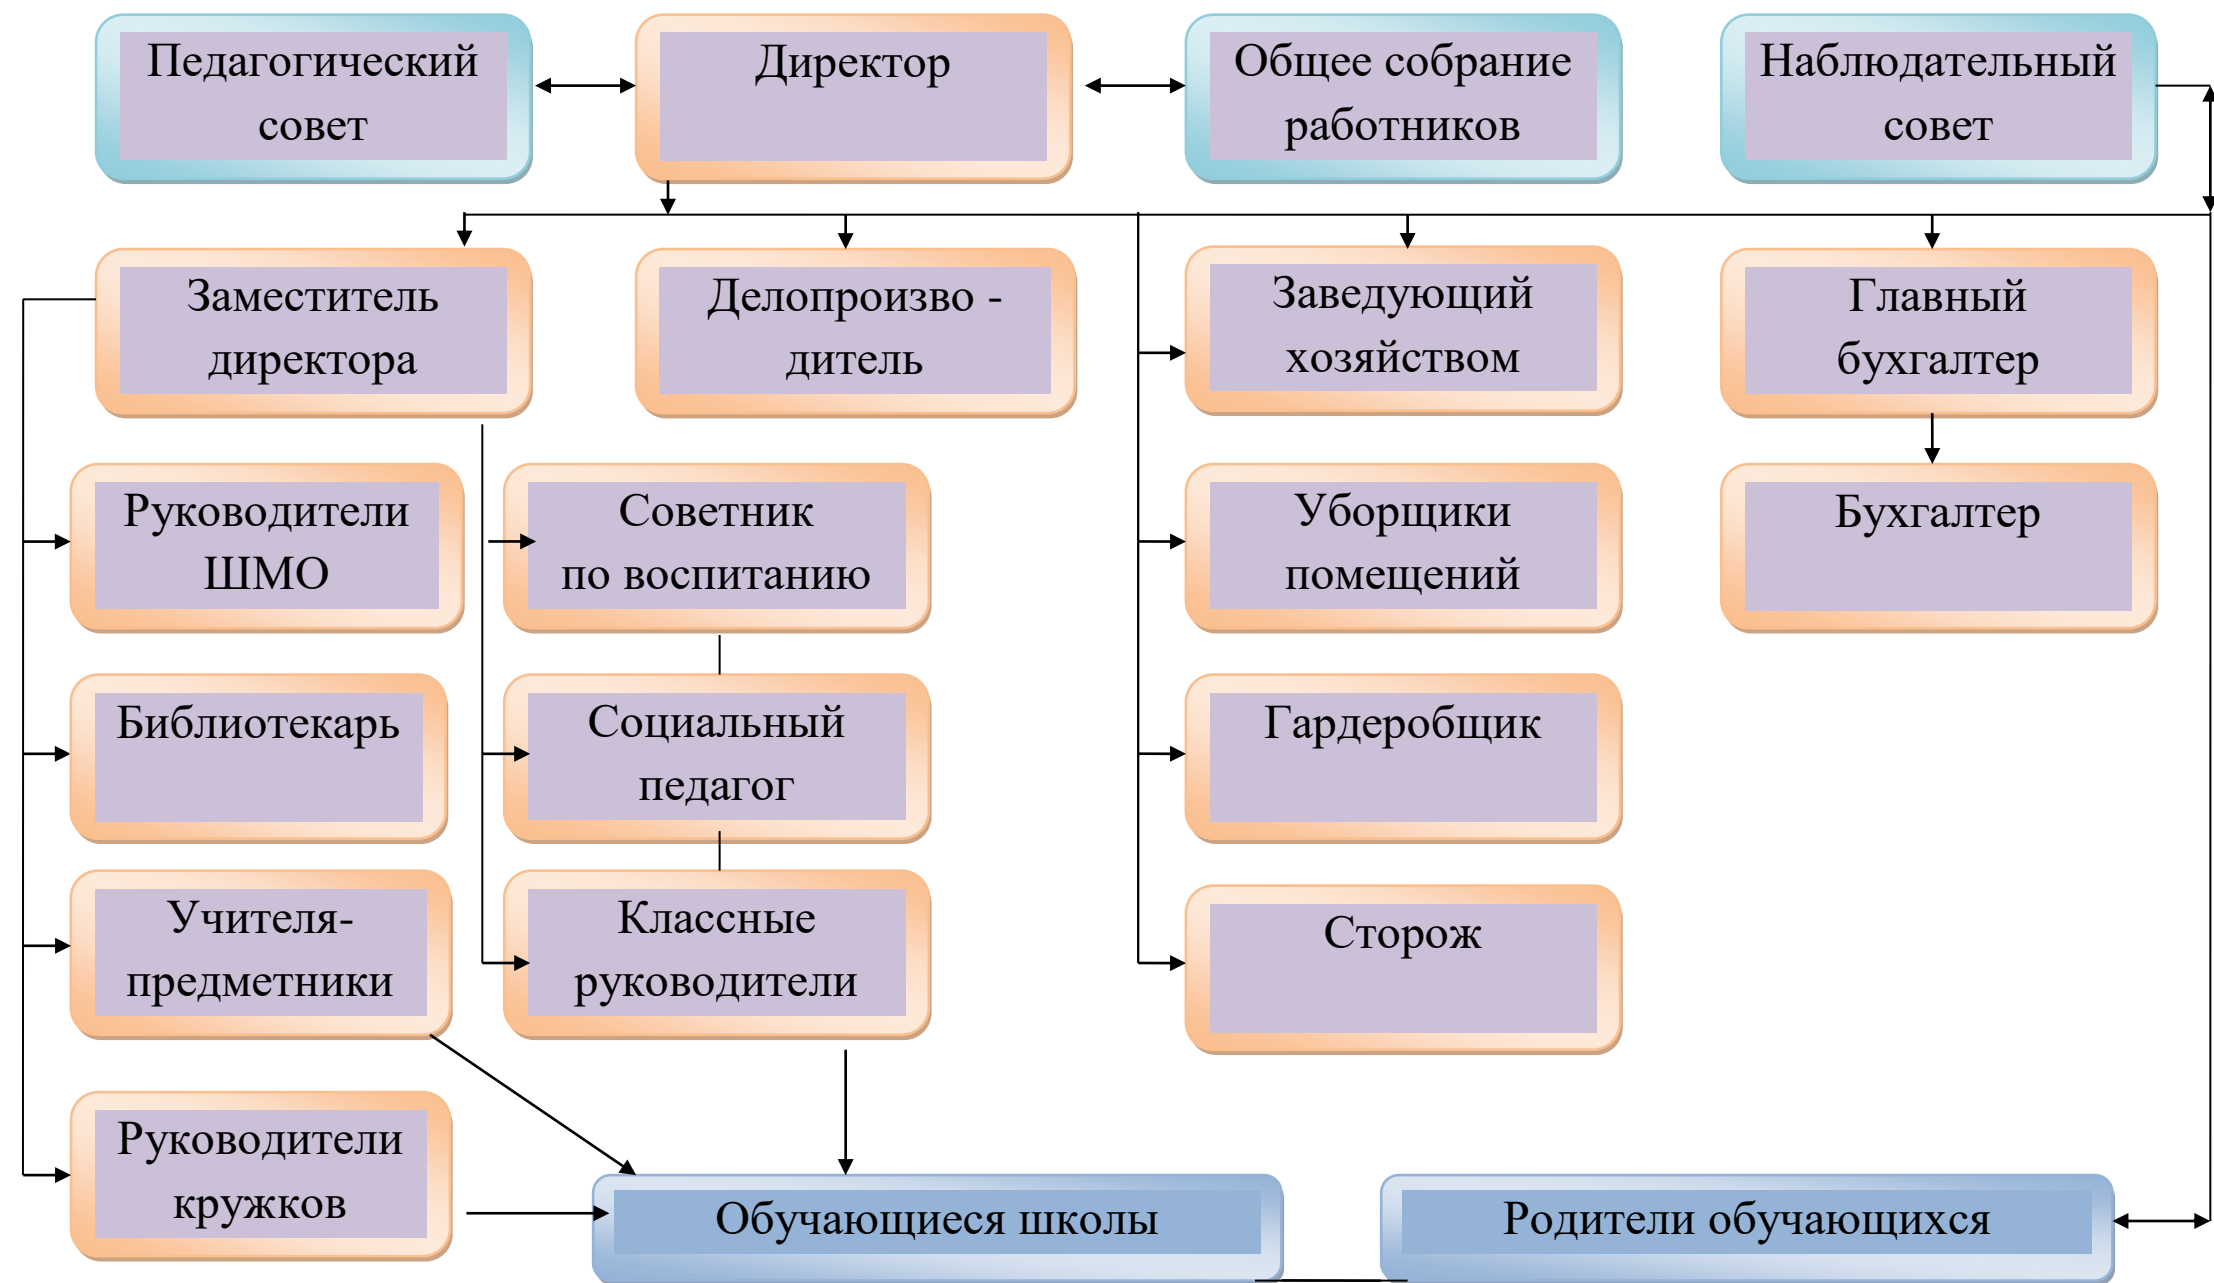 Педагогический
совет
Директор
Общее собрание
работников
Наблюдательный
совет
Заместитель
директора
Делопроизво -
дитель
Заведующий
хозяйством
Главный
бухгалтер
Руководители
ШМО
Советник
по воспитанию
Уборщики
помещений
Бухгалтер
Библиотекарь
Социальный
педагог
Гардеробщик
Учителя-
предметники
Классные
руководители
Сторож
Руководители
кружков
Обучающиеся школы
Родители обучающихся